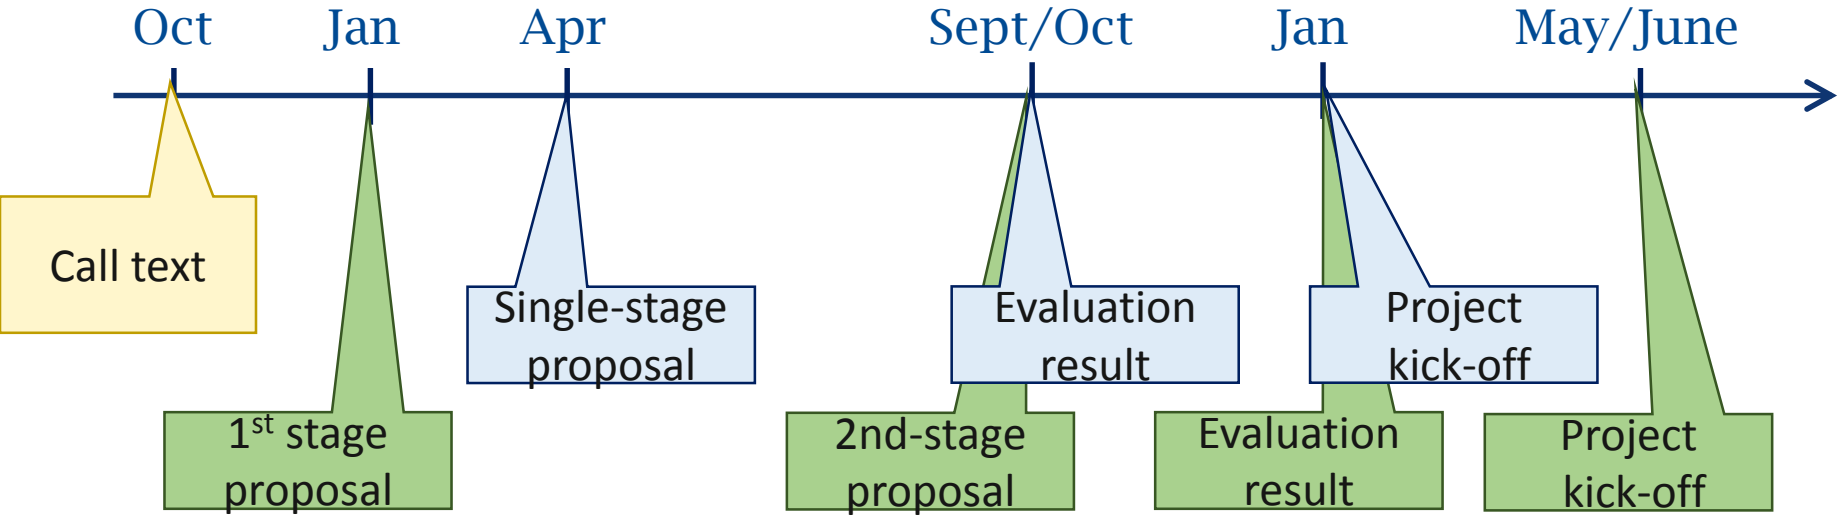 Oct
Jan
Apr
Sept/Oct
Jan
May/June
Call text
Single-stage
proposal
Evaluation
result
Project
kick-off
1st stage
proposal
2nd-stage
proposal
Evaluation
result
Project
kick-off